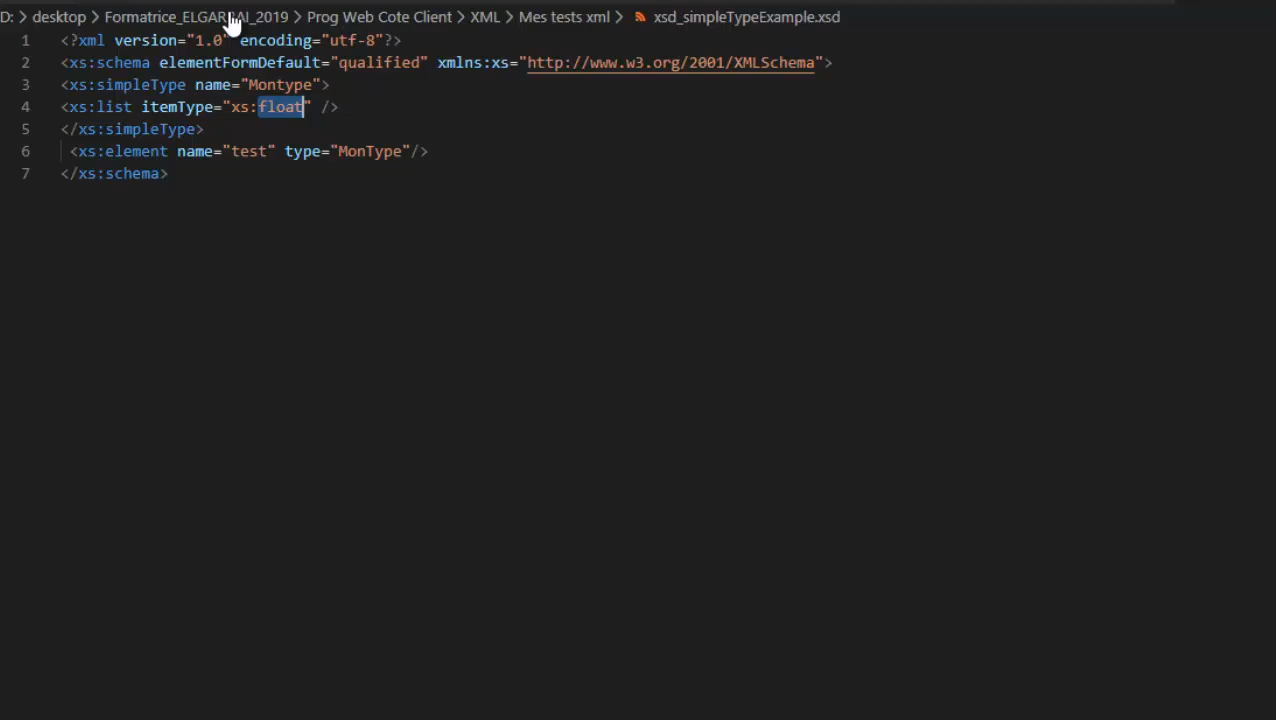 D: > desktop > Formatrice_ELGARBAI_2019 > Prog Web Cote Client > XML > Mes tests xml > xsd_simpleTypeExample.xsd
1 <?xml version="1.0" encoding="utf-8"?>
2 <xs:schema elementFormDefault="qualified" xmlns:xs="http://www.w3.org/2001/XMLSchema">
3 <xs:simpleType name="Montype">
4 <xs:list itemType="xs:float" />
5 </xs:simpleType>
6 <xs:element name="test" type="MonType"/>
7 </xs:schema>